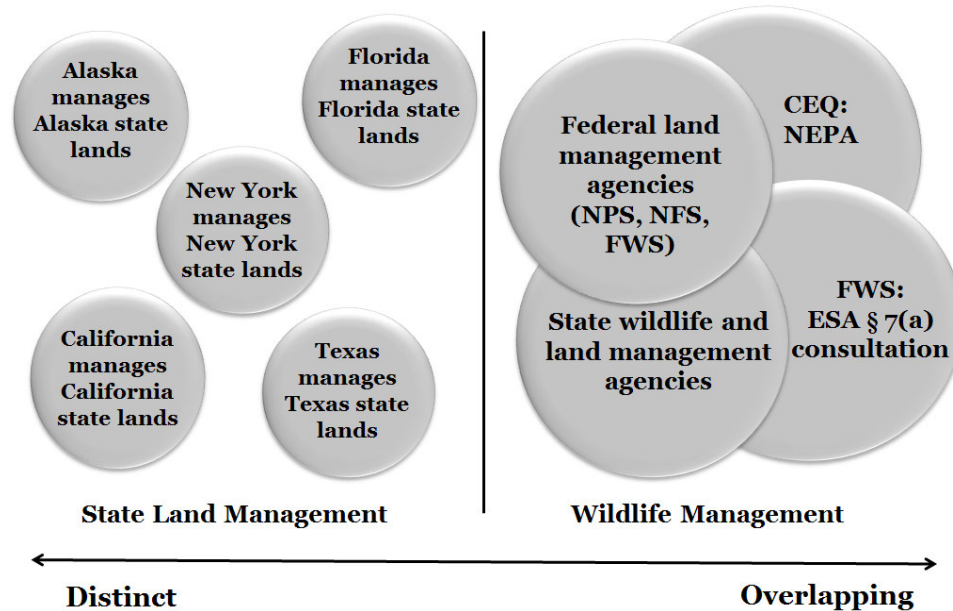 Alaska
manages
Alaska state
lands
Florida
manages
Florida state
lands
New York
manages
New York
state lands
California
manages
California
state lands
Texas
manages
Texas state
lands
State Land Management
Federal land
management
agencies
(NPS, NFS,
FWS)
CEQ:
NEPA
State wildlife and
land management
agencies
FWS:
ESA § 7(a)
consultation
Wildlife Management
Distinct
Overlapping